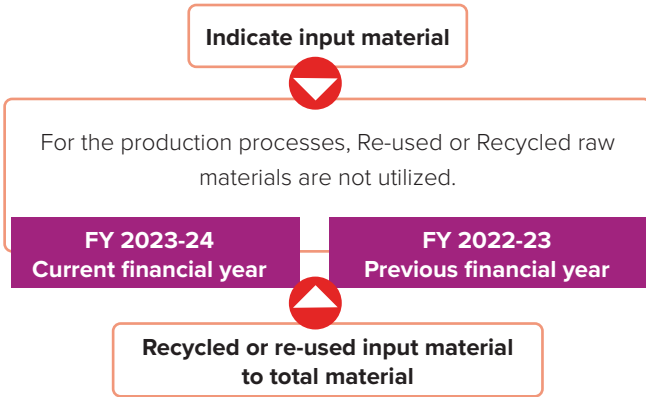 Indicate input material
For the production processes, Re-used or Recycled raw
materials are not utilized.
FY 2023-24
Current financial year
FY 2022-23
Previous financial year
Recycled or re-used input material
to total material